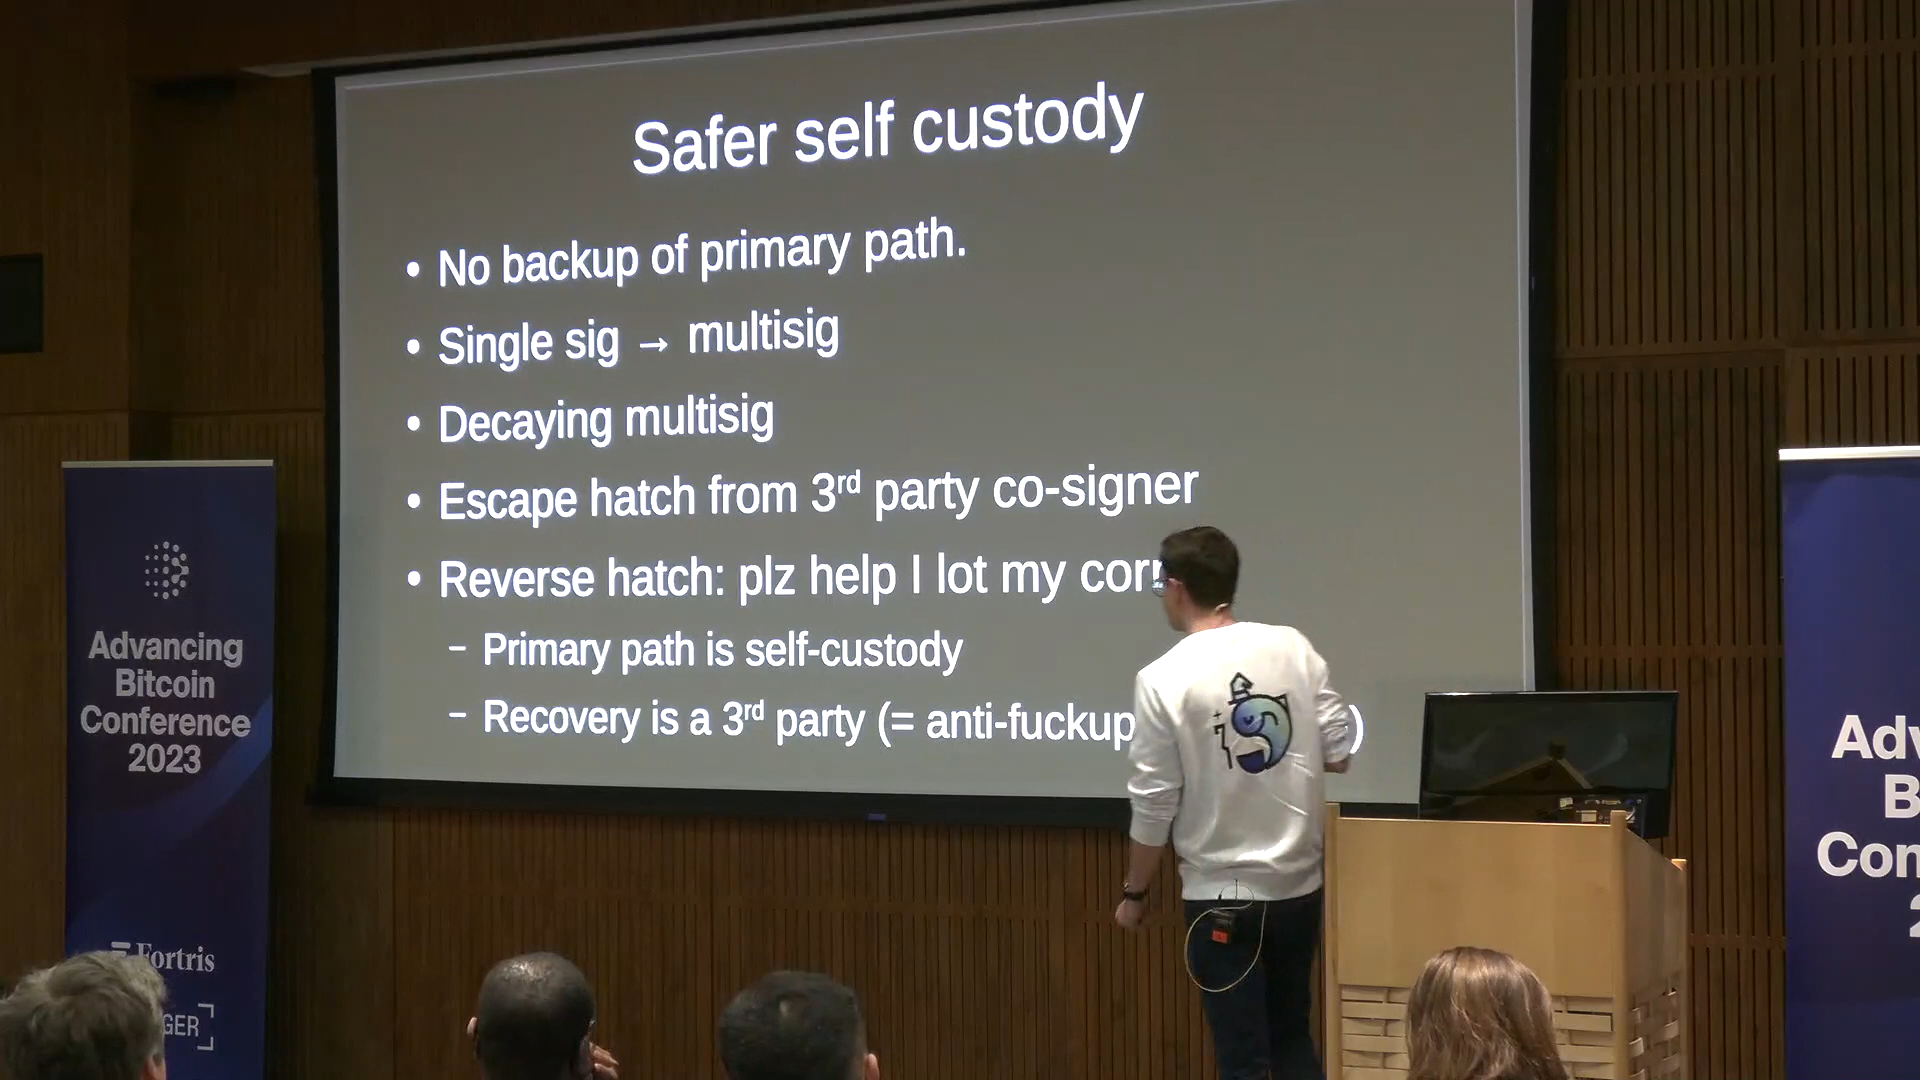 Safer self custody
• No backup of primary path.
• Single sig → multisig
• Decaying multisig
• Escape hatch from 3rd party co-signer
• Reverse hatch: plz help I lot my
– Primary path is self-custody
– Recovery is a 3rd party (= anti-fuckup )
Advancing
Bitcoin
Conference
2023
Fortris